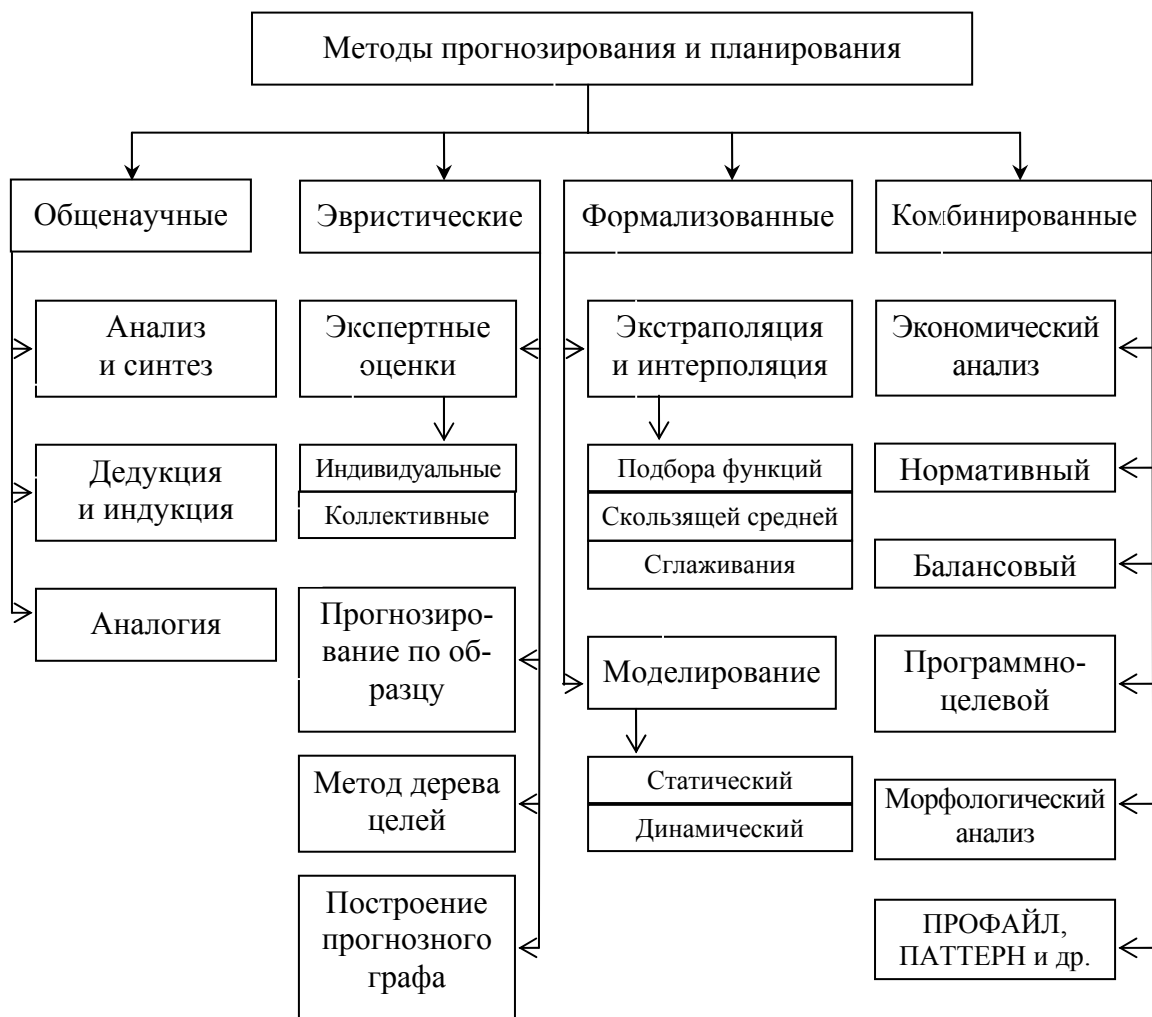 Методы прогнозирования и планирования
Общенаучные
Эвристические
Формализованные
Комбинированные
Анализ
и синтез
Дедукция
и индукция
Аналогия
Экспертные
оценки
Индивидуальные
Коллективные
Прогнозиро-
вание по об-
разцу
Метод дерева
целей
Построение
прогнозного
графа
Экстраполяция
и интерполяция
Подбора функций
Скользящей средней
Сглаживания
Моделирование
Статический
Динамический
Экономический
анализ
Нормативный
Балансовый
Программно-
целевой
Морфологический
анализ
ПРОФАЙЛ,
ПАТТЕРН и др.